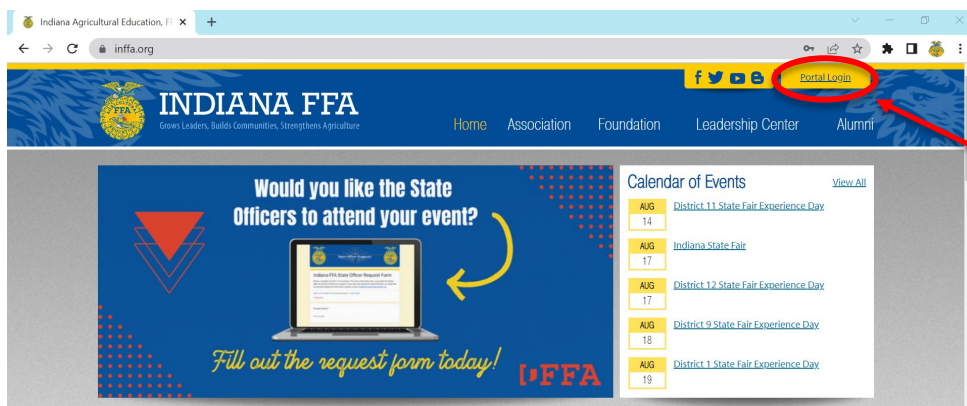 Indiana Agricultural Education, F
inffa.org
Portal Login
FFA
INDIANA FFA
Grows Leaders, Builds Communities, Strengthens Agriculture
Home Association Foundation Leadership Center Alumni
Would you like the State
Officers to attend your event?
Indiana FFA State Officer Request Form
Fill out the request form today!
FFA
Calendar of Events View All
AUG
14
District 11 State Fair Experience Day
AUG
17
Indiana State Fair
AUG
17
District 12 State Fair Experience Day
AUG
18
District 9 State Fair Experience Day
AUG
19
District 1 State Fair Experience Day